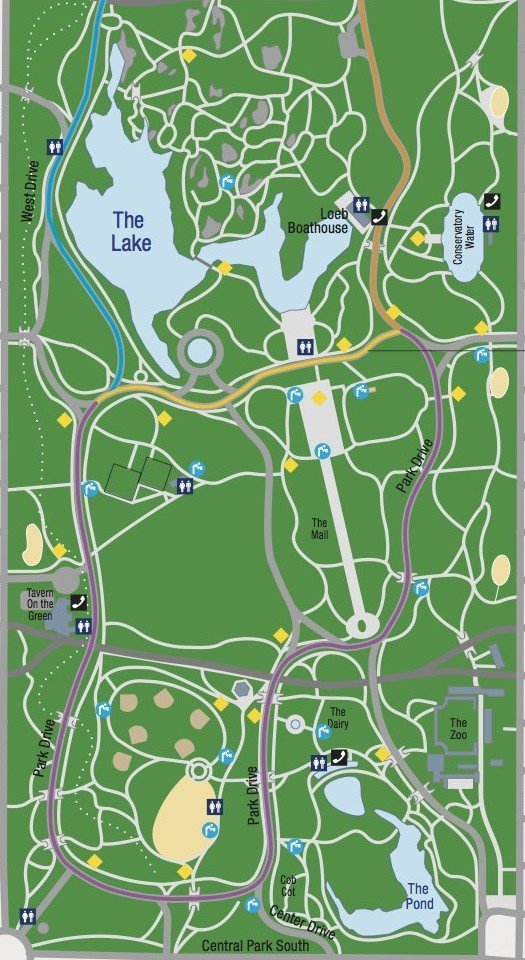 West Drive
The
Lake
Loeb
Boathouse
Conservatory
Water
Park Drive
The
Mall
Tavern
On the
Green
Park Drive
The
Dairy
The
Zoo
Park Drive
Cob
Cot
The
Pond
Center Drive
Central Park South